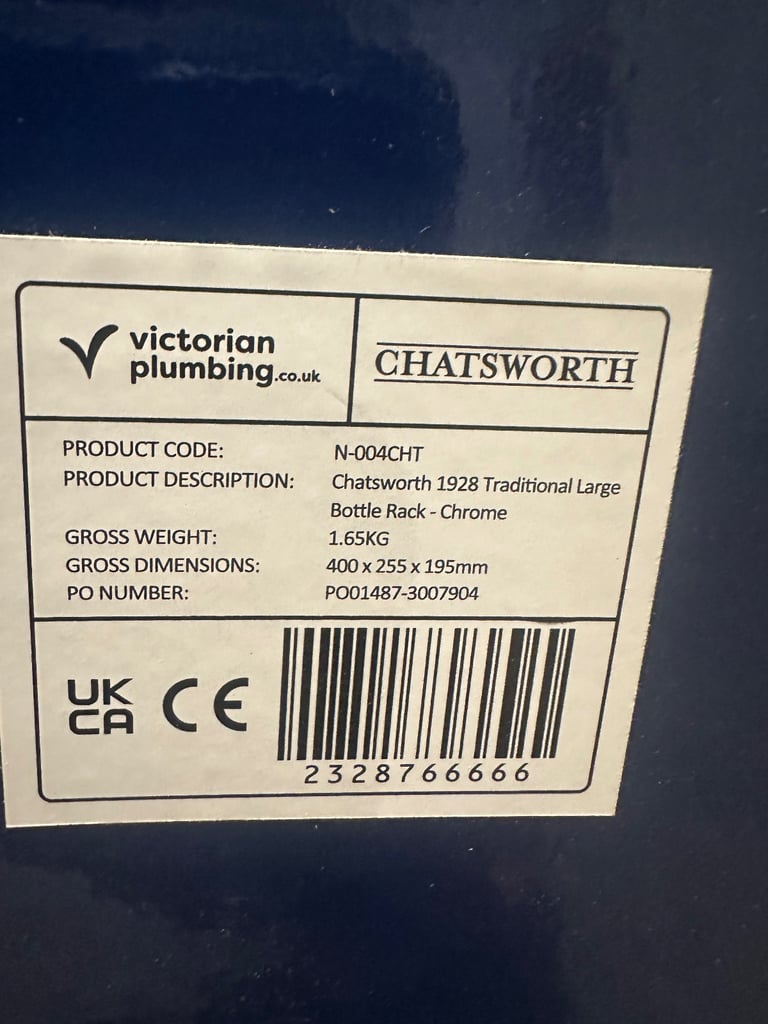 victorian
plumbing.co.uk
CHATSWORTH
PRODUCT CODE: N-004CHT
PRODUCT DESCRIPTION: Chatsworth 1928 Traditional Large
Bottle Rack - Chrome
GROSS WEIGHT: 1.65KG
GROSS DIMENSIONS: 400 x 255 x 195mm
PO NUMBER: PO01487-3007904
UK
CA
CE
2328766666